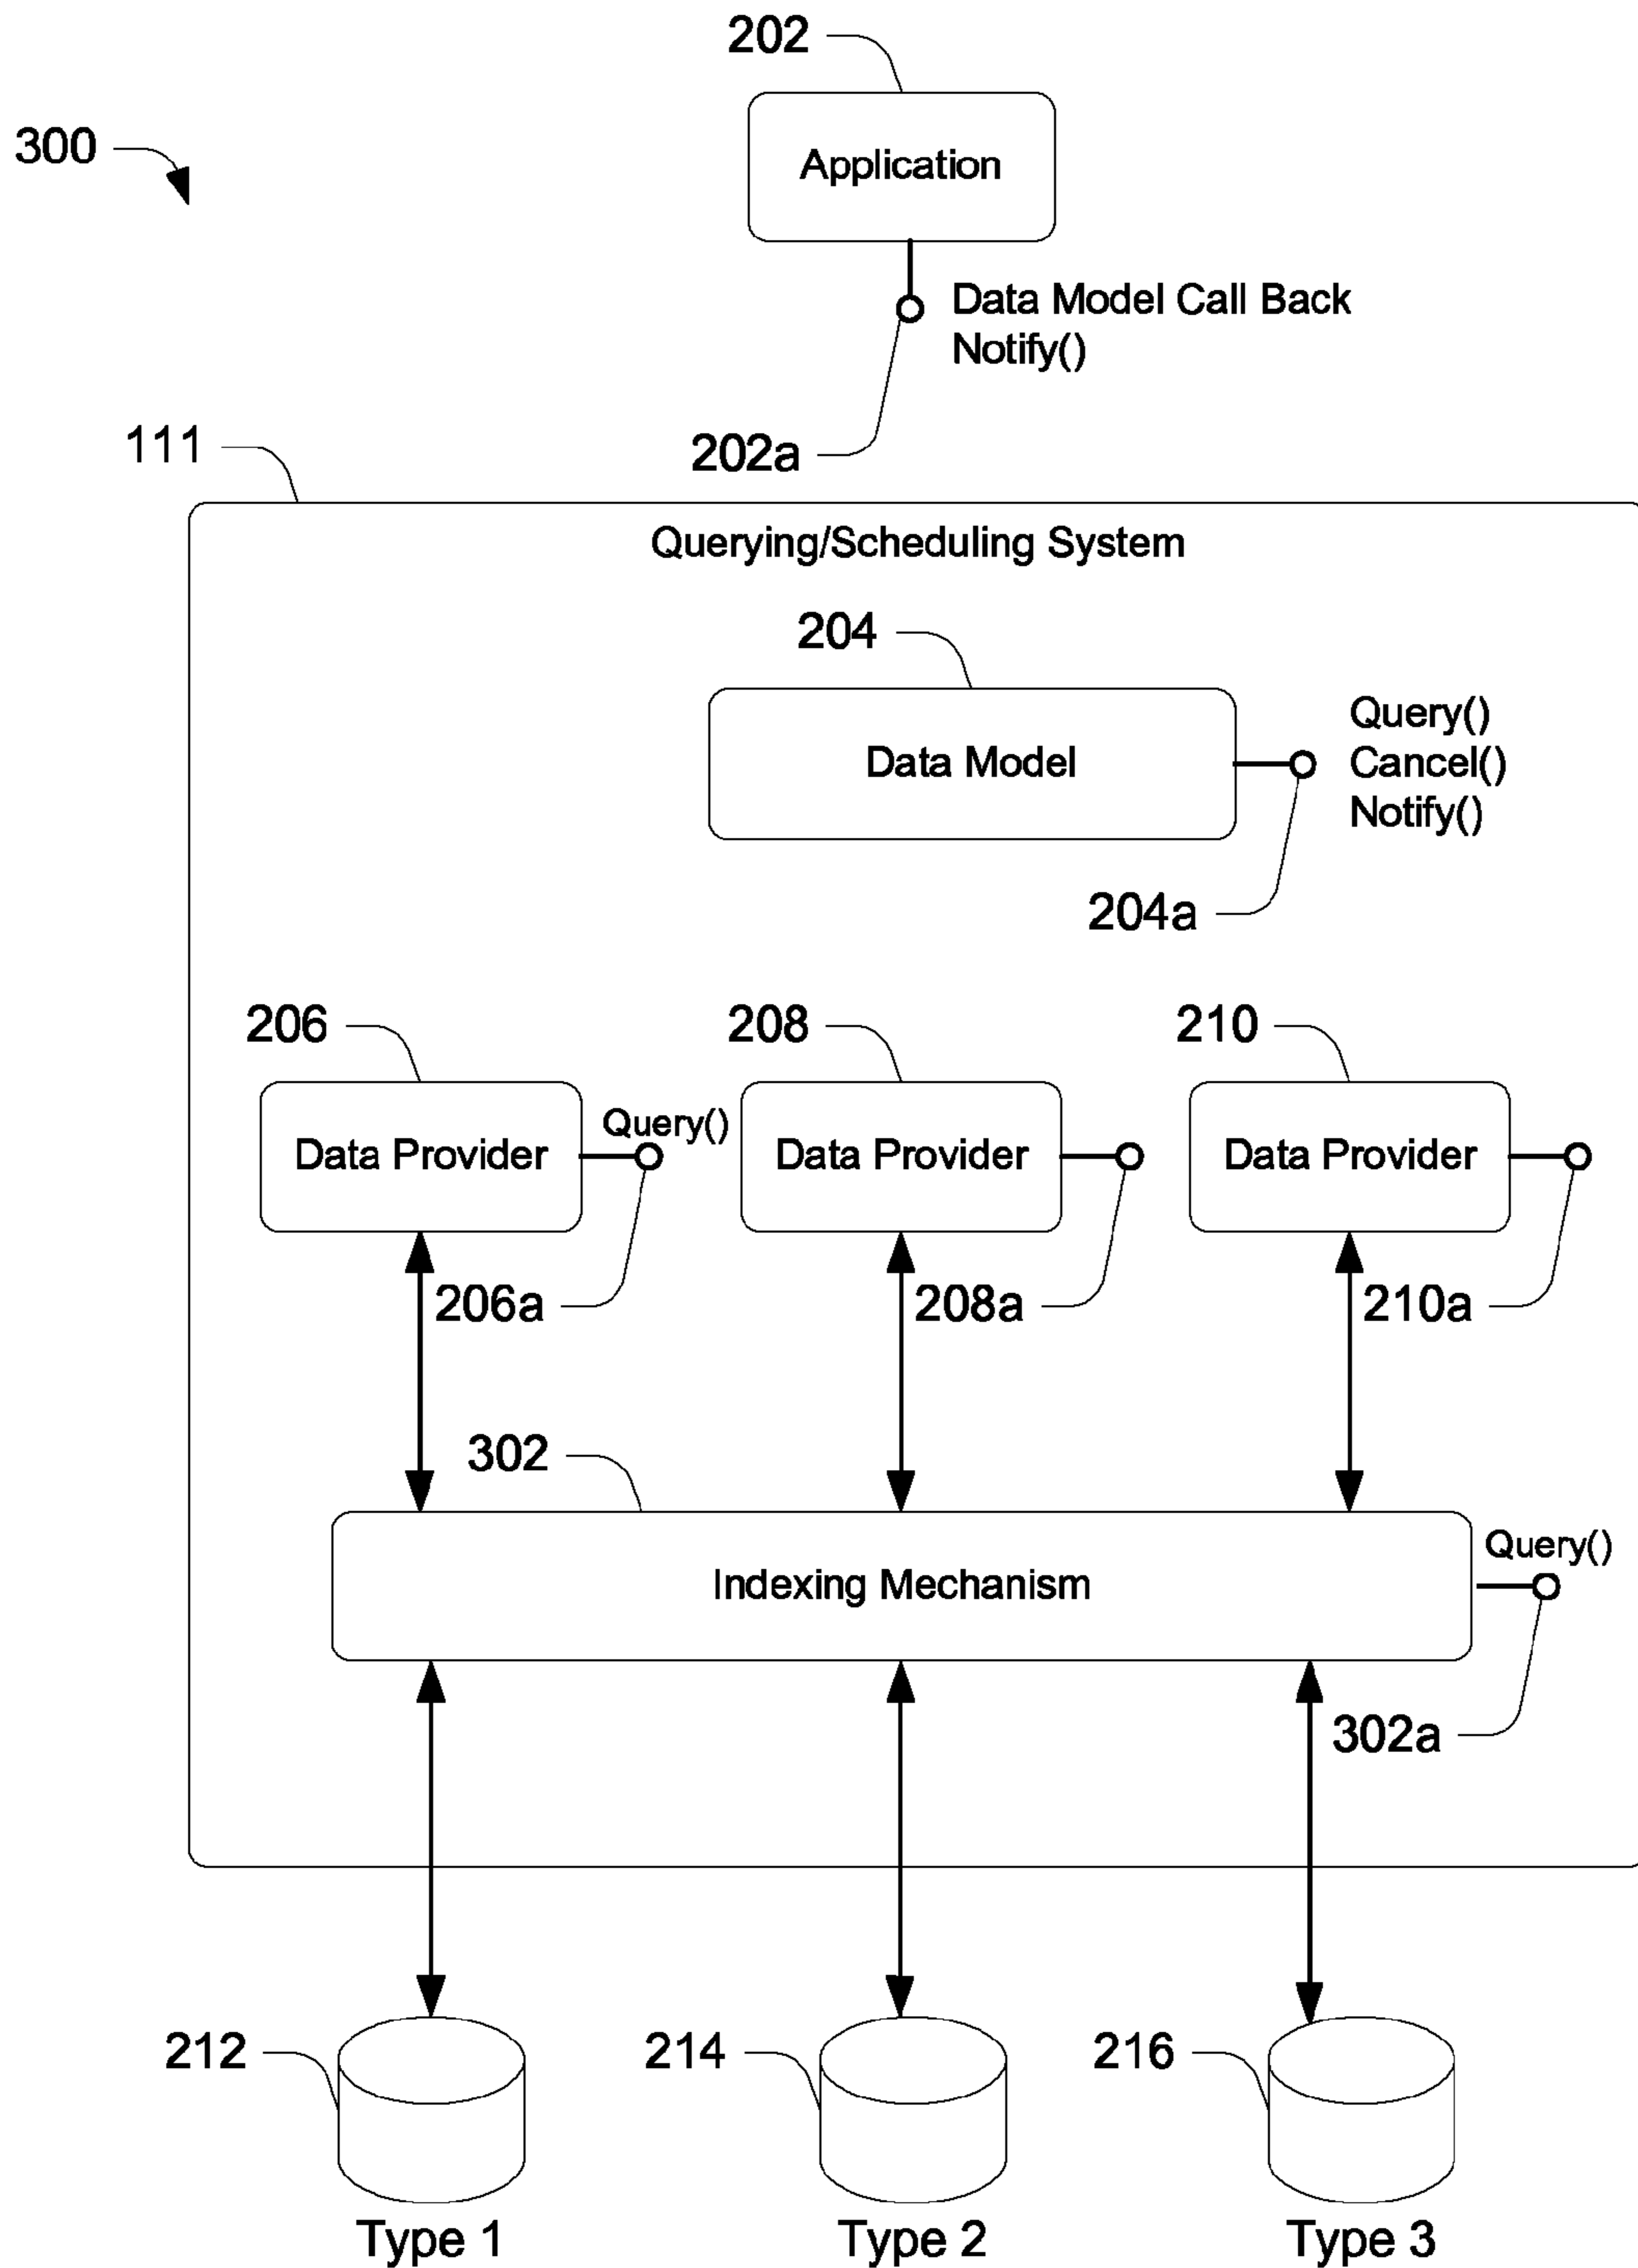 202
300
Application
Data Model Call Back
Notify()
202a
111
Querying/Scheduling System
204
Data Model
Query()
Cancel()
Notify()
204a
206
208
210
Data Provider
Query()
Data Provider
Data Provider
206a
208a
210a
302
Indexing Mechanism
Query()
302a
212
214
216
Type 1
Type 2
Type 3